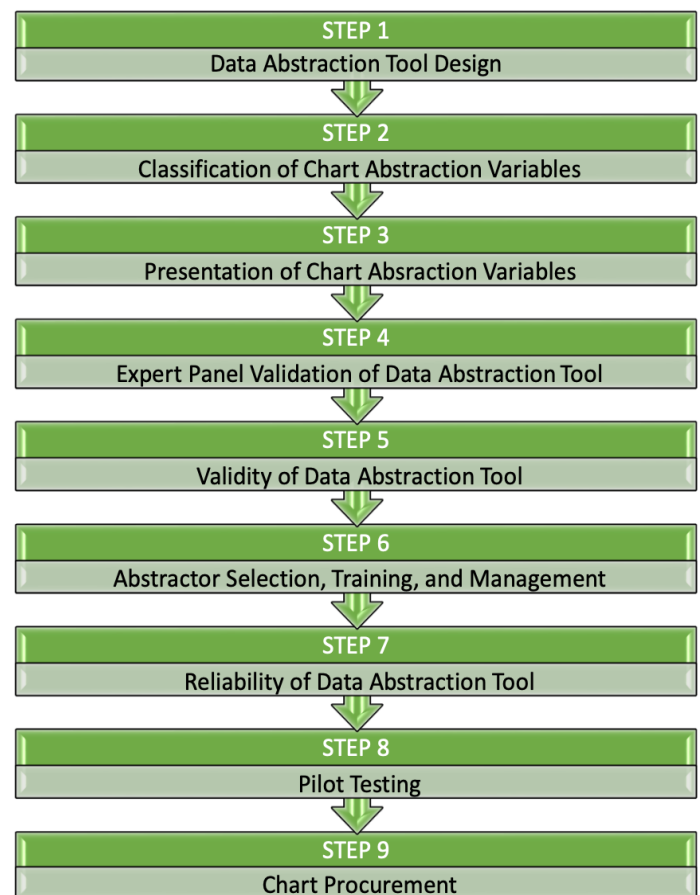 STEP 1
Data Abstraction Tool Design
STEP 2
Classification of Chart Abstraction Variables
STEP 3
Presentation of Chart Absraction Variables
STEP 4
Expert Panel Validation of Data Abstraction Tool
STEP 5
Validity of Data Abstraction Tool
STEP 6
Abstractor Selection, Training, and Management
STEP 7
Reliability of Data Abstraction Tool
STEP 8
Pilot Testing
STEP 9
Chart Procurement